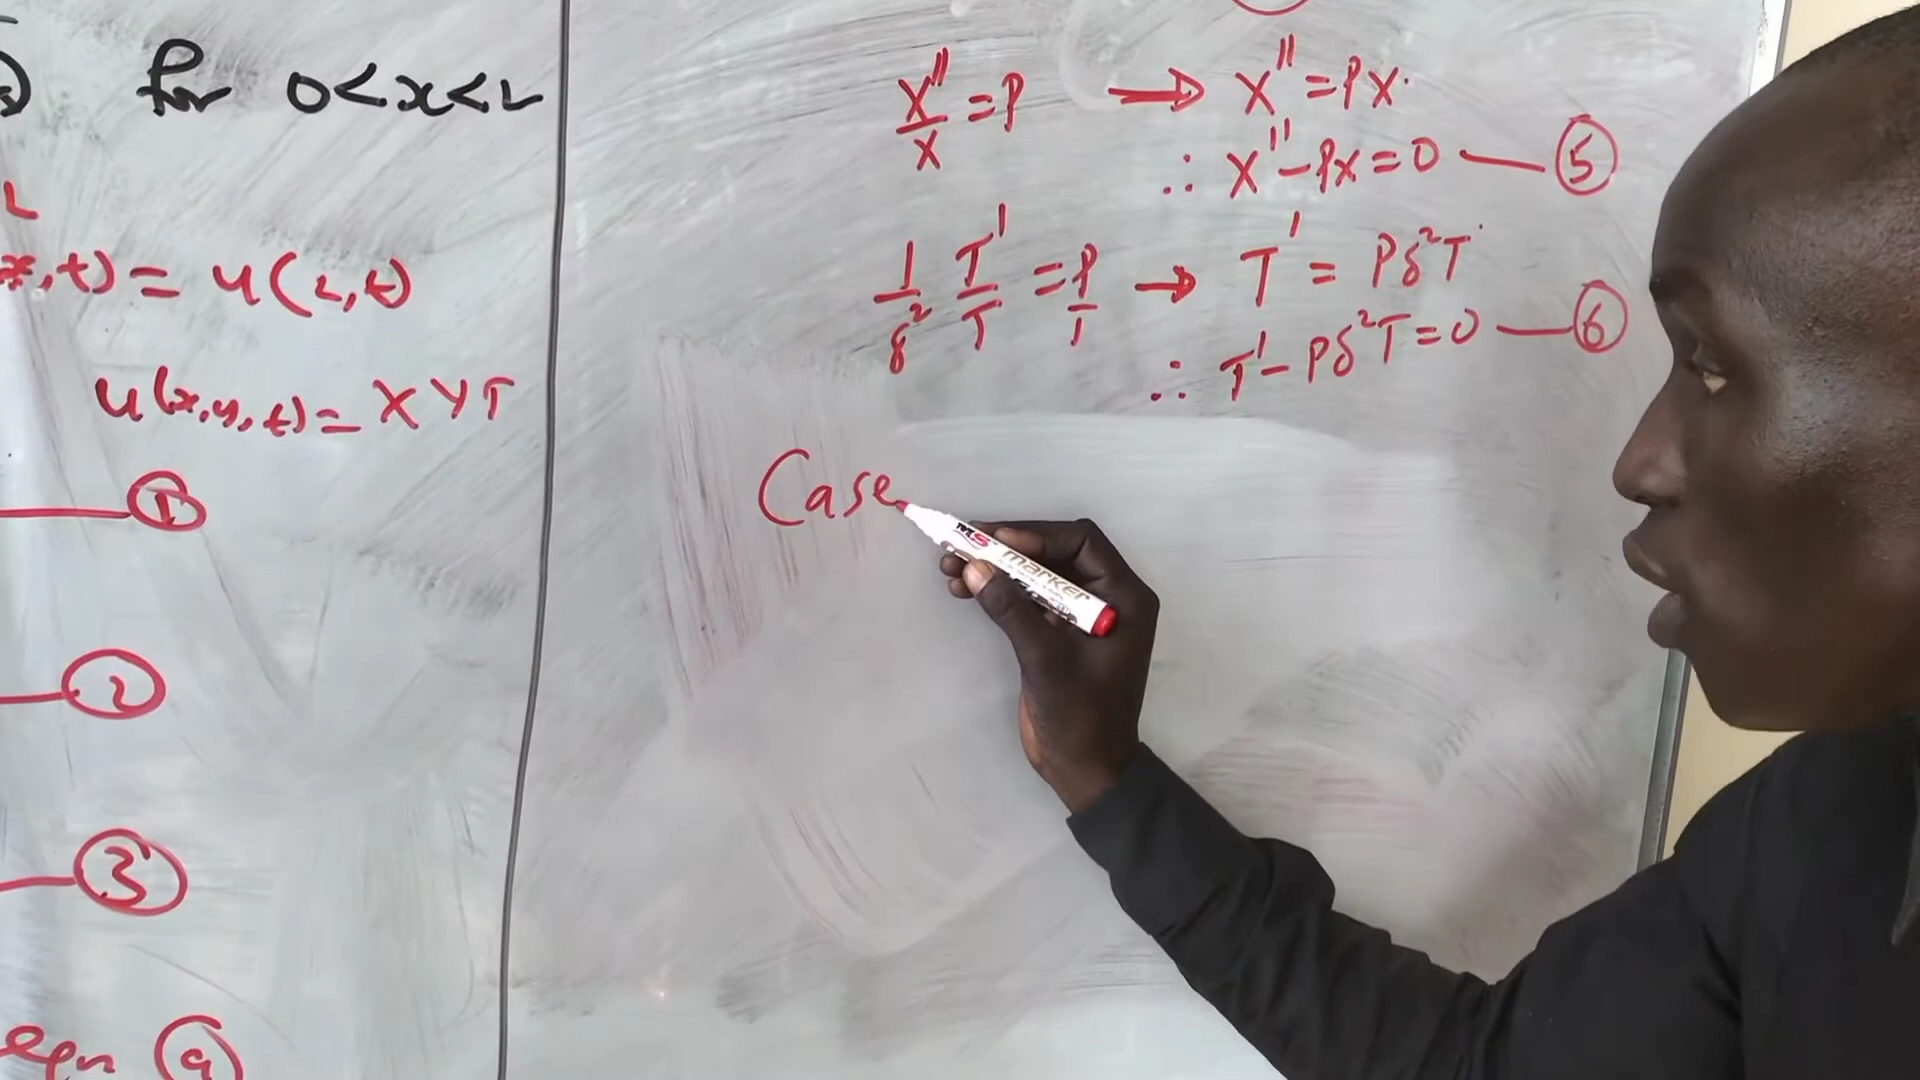 ) for 0<x<L
L
x,t) = u(L,t)
u(x,y,t) = XYT
①
②
③
eqn ④
X''/X = P → X'' = PX.
∴ X'' - PX = 0 — ⑤
1/δ² T'/T = P/1 → T' = Pδ²T
∴ T' - Pδ²T = 0 — ⑥
Case
marker